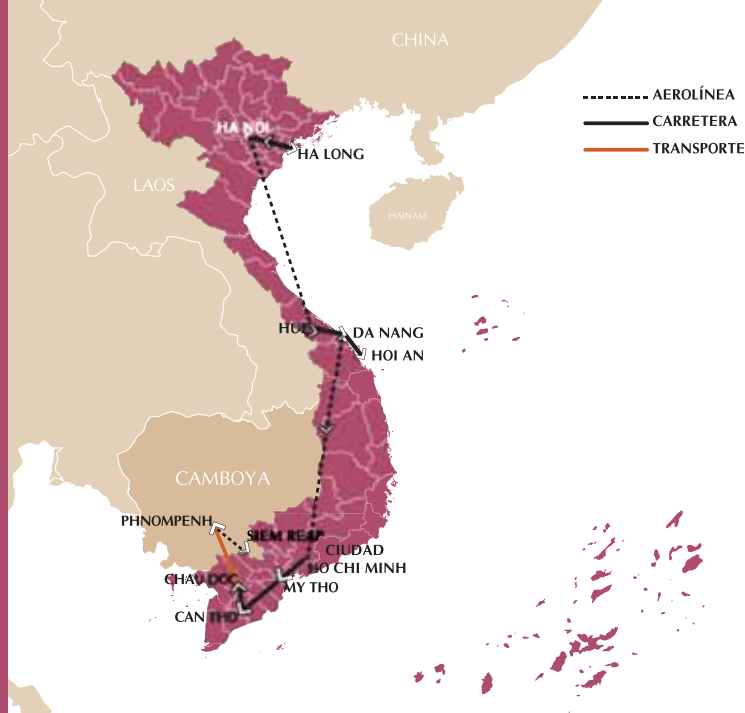 CHINA
AEROLÍNEA
CARRETERA
TRANSPORTE
HA NOI
HA LONG
LAOS
HAINAM
HUE
DA NANG
HOI AN
CAMBOYA
PHNOMPENH
SIEM REAP
CIUDAD
HO CHI MINH
CHAU DOC
MY THO
CAN THO